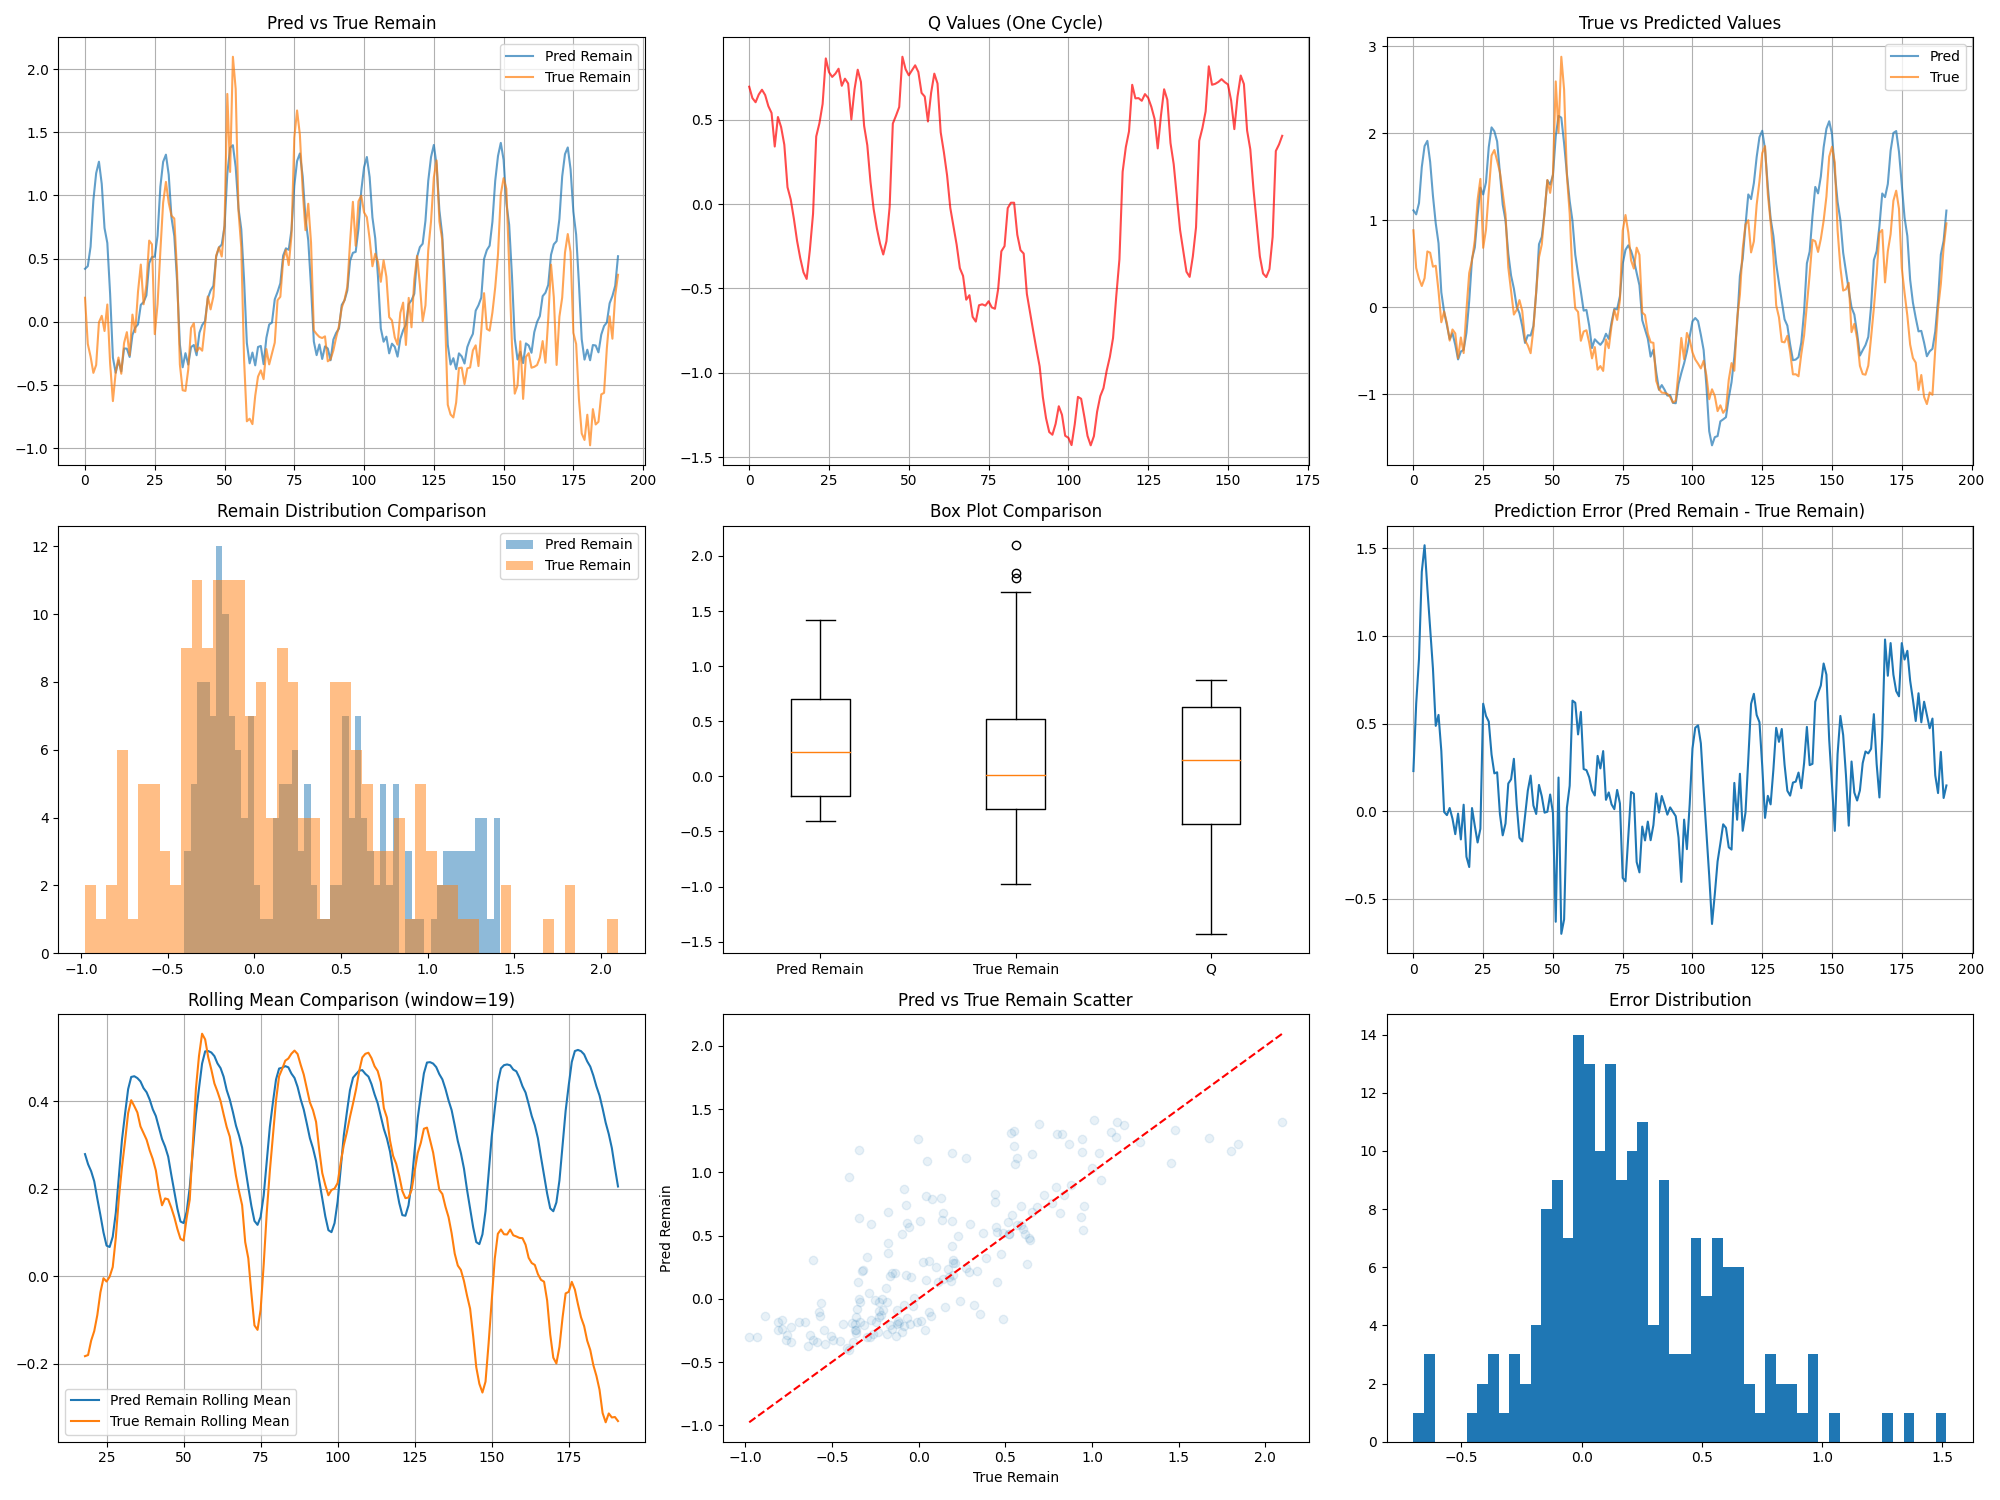 Pred vs True Remain
Pred Remain
True Remain
2.0
1.5
1.0
0.5
0.0
−0.5
−1.0
0 25 50 75 100 125 150 175 200
Q Values (One Cycle)
0.5
0.0
−0.5
−1.0
−1.5
0 25 50 75 100 125 150 175
True vs Predicted Values
Pred
True
3
2
1
0
−1
0 25 50 75 100 125 150 175 200
Remain Distribution Comparison
Pred Remain
True Remain
12
10
8
6
4
2
0
−1.0 −0.5 0.0 0.5 1.0 1.5 2.0
Box Plot Comparison
2.0
1.5
1.0
0.5
0.0
−0.5
−1.0
−1.5
Pred Remain True Remain Q
Prediction Error (Pred Remain - True Remain)
1.5
1.0
0.5
0.0
−0.5
0 25 50 75 100 125 150 175 200
Rolling Mean Comparison (window=19)
0.4
0.2
0.0
−0.2
Pred Remain Rolling Mean
True Remain Rolling Mean
25 50 75 100 125 150 175
Pred vs True Remain Scatter
Pred Remain
2.0
1.5
1.0
0.5
0.0
−0.5
−1.0
−1.0 −0.5 0.0 0.5 1.0 1.5 2.0
True Remain
Error Distribution
14
12
10
8
6
4
2
0
−0.5 0.0 0.5 1.0 1.5